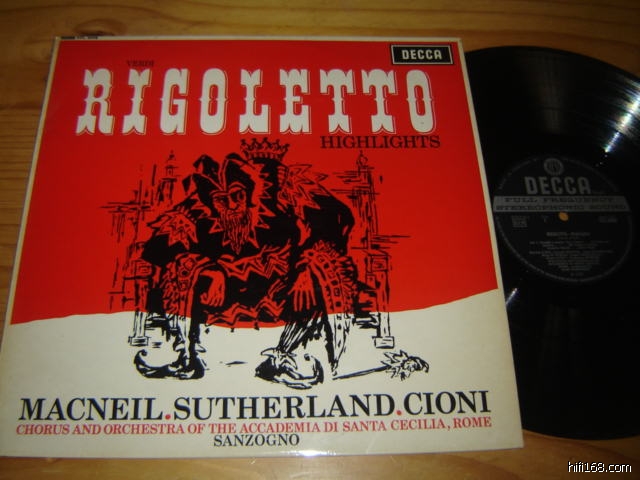 DECCA
VERDI
RIGOLETTO
HIGHLIGHTS
MACNEIL.SUTHERLAND.CIONI
CHORUS AND ORCHESTRA OF THE ACCADEMIA DI SANTA CECILIA, ROME
SANZOGNO
DECCA
FULL FREQUENCY
STEREOPHONIC SOUND
hifi168.com